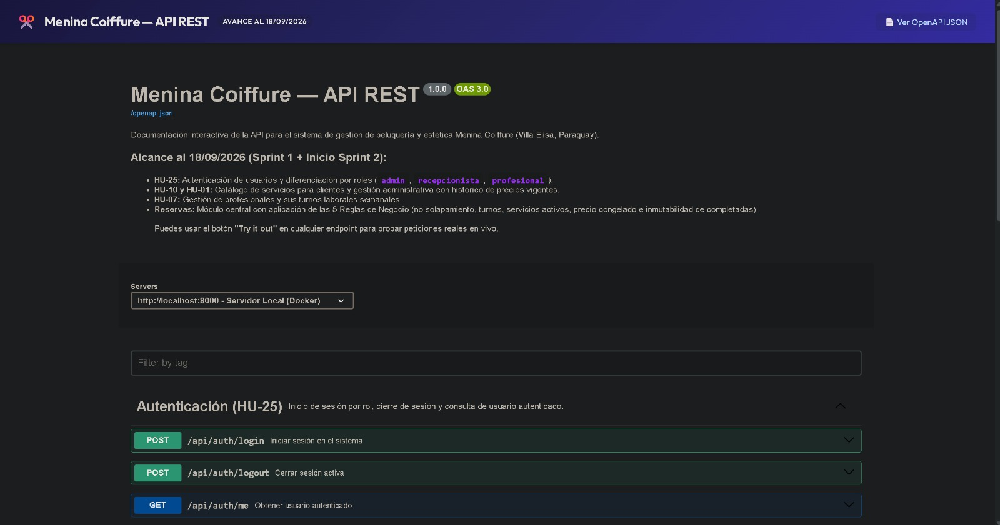 Menina Coiffure — API REST AVANCE AL 18/09/2026 Ver OpenAPI JSON
Menina Coiffure — API REST 1.0.0 OAS 3.0
/openapi.json
Documentación interactiva de la API para el sistema de gestión de peluquería y estética Menina Coiffure (Villa Elisa, Paraguay).
Alcance al 18/09/2026 (Sprint 1 + Inicio Sprint 2):
• HU-25: Autenticación de usuarios y diferenciación por roles ( admin , recepcionista , profesional ).
• HU-10 y HU-01: Catálogo de servicios para clientes y gestión administrativa con histórico de precios vigentes.
• HU-07: Gestión de profesionales y sus turnos laborales semanales.
• Reservas: Módulo central con aplicación de las 5 Reglas de Negocio (no solapamiento, turnos, servicios activos, precio congelado e inmutabilidad de completadas).
Puedes usar el botón "Try it out" en cualquier endpoint para probar peticiones reales en vivo.
Servers
http://localhost:8000 - Servidor Local (Docker)
Filter by tag
Autenticación (HU-25) Inicio de sesión por rol, cierre de sesión y consulta de usuario autenticado.
POST /api/auth/login Iniciar sesión en el sistema
POST /api/auth/logout Cerrar sesión activa
GET /api/auth/me Obtener usuario autenticado